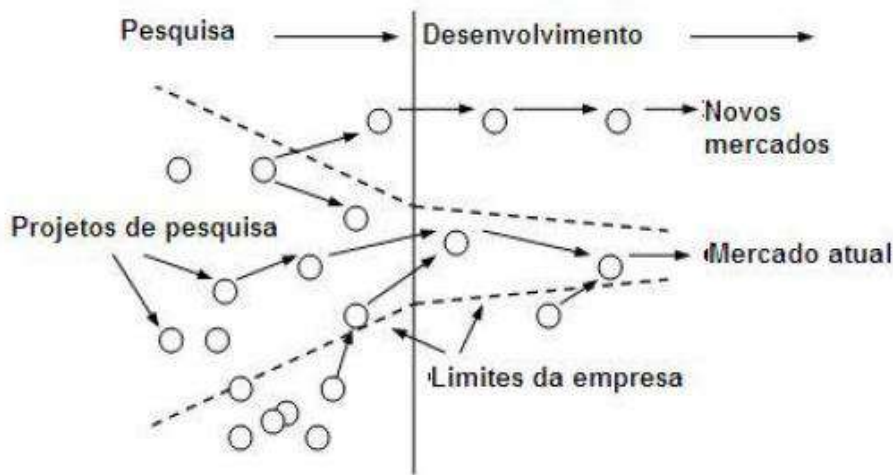 Pesquisa
Desenvolvimento
Novos
mercados
Projetos de pesquisa
Mercado atual
Limites da empresa